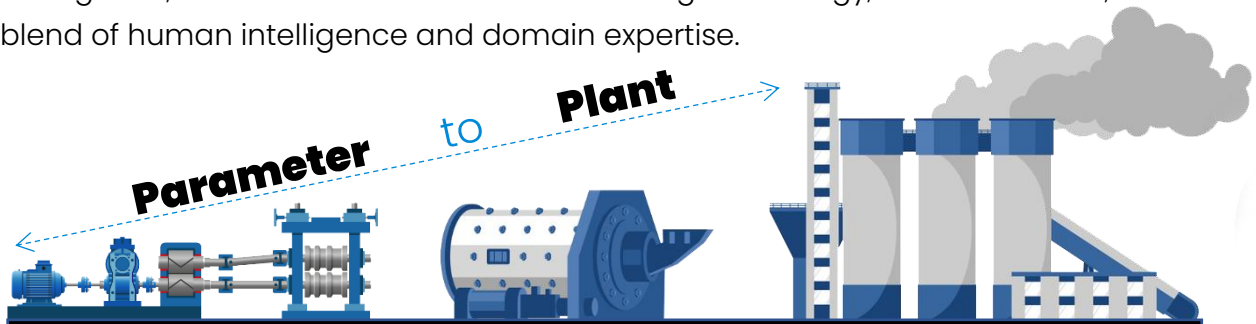 blend of human intelligence and domain expertise.
Parameter to Plant